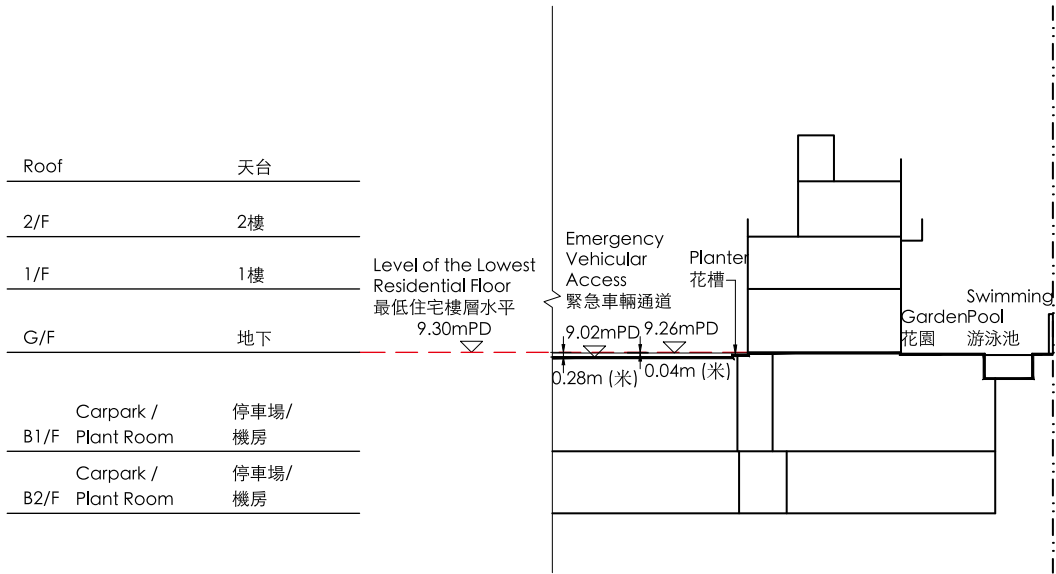 Roof 天台
2/F 2樓
1/F 1樓
G/F 地下
Carpark / 停車場/
B1/F Plant Room 機房
Carpark / 停車場/
B2/F Plant Room 機房
Level of the Lowest
Residential Floor
最低住宅樓層水平
9.30mPD
Emergency
Vehicular
Access
緊急車輛通道
9.02mPD 9.26mPD
0.28m (米) 0.04m (米)
Planter
花槽
Garden
花園
Swimming
Pool
游泳池